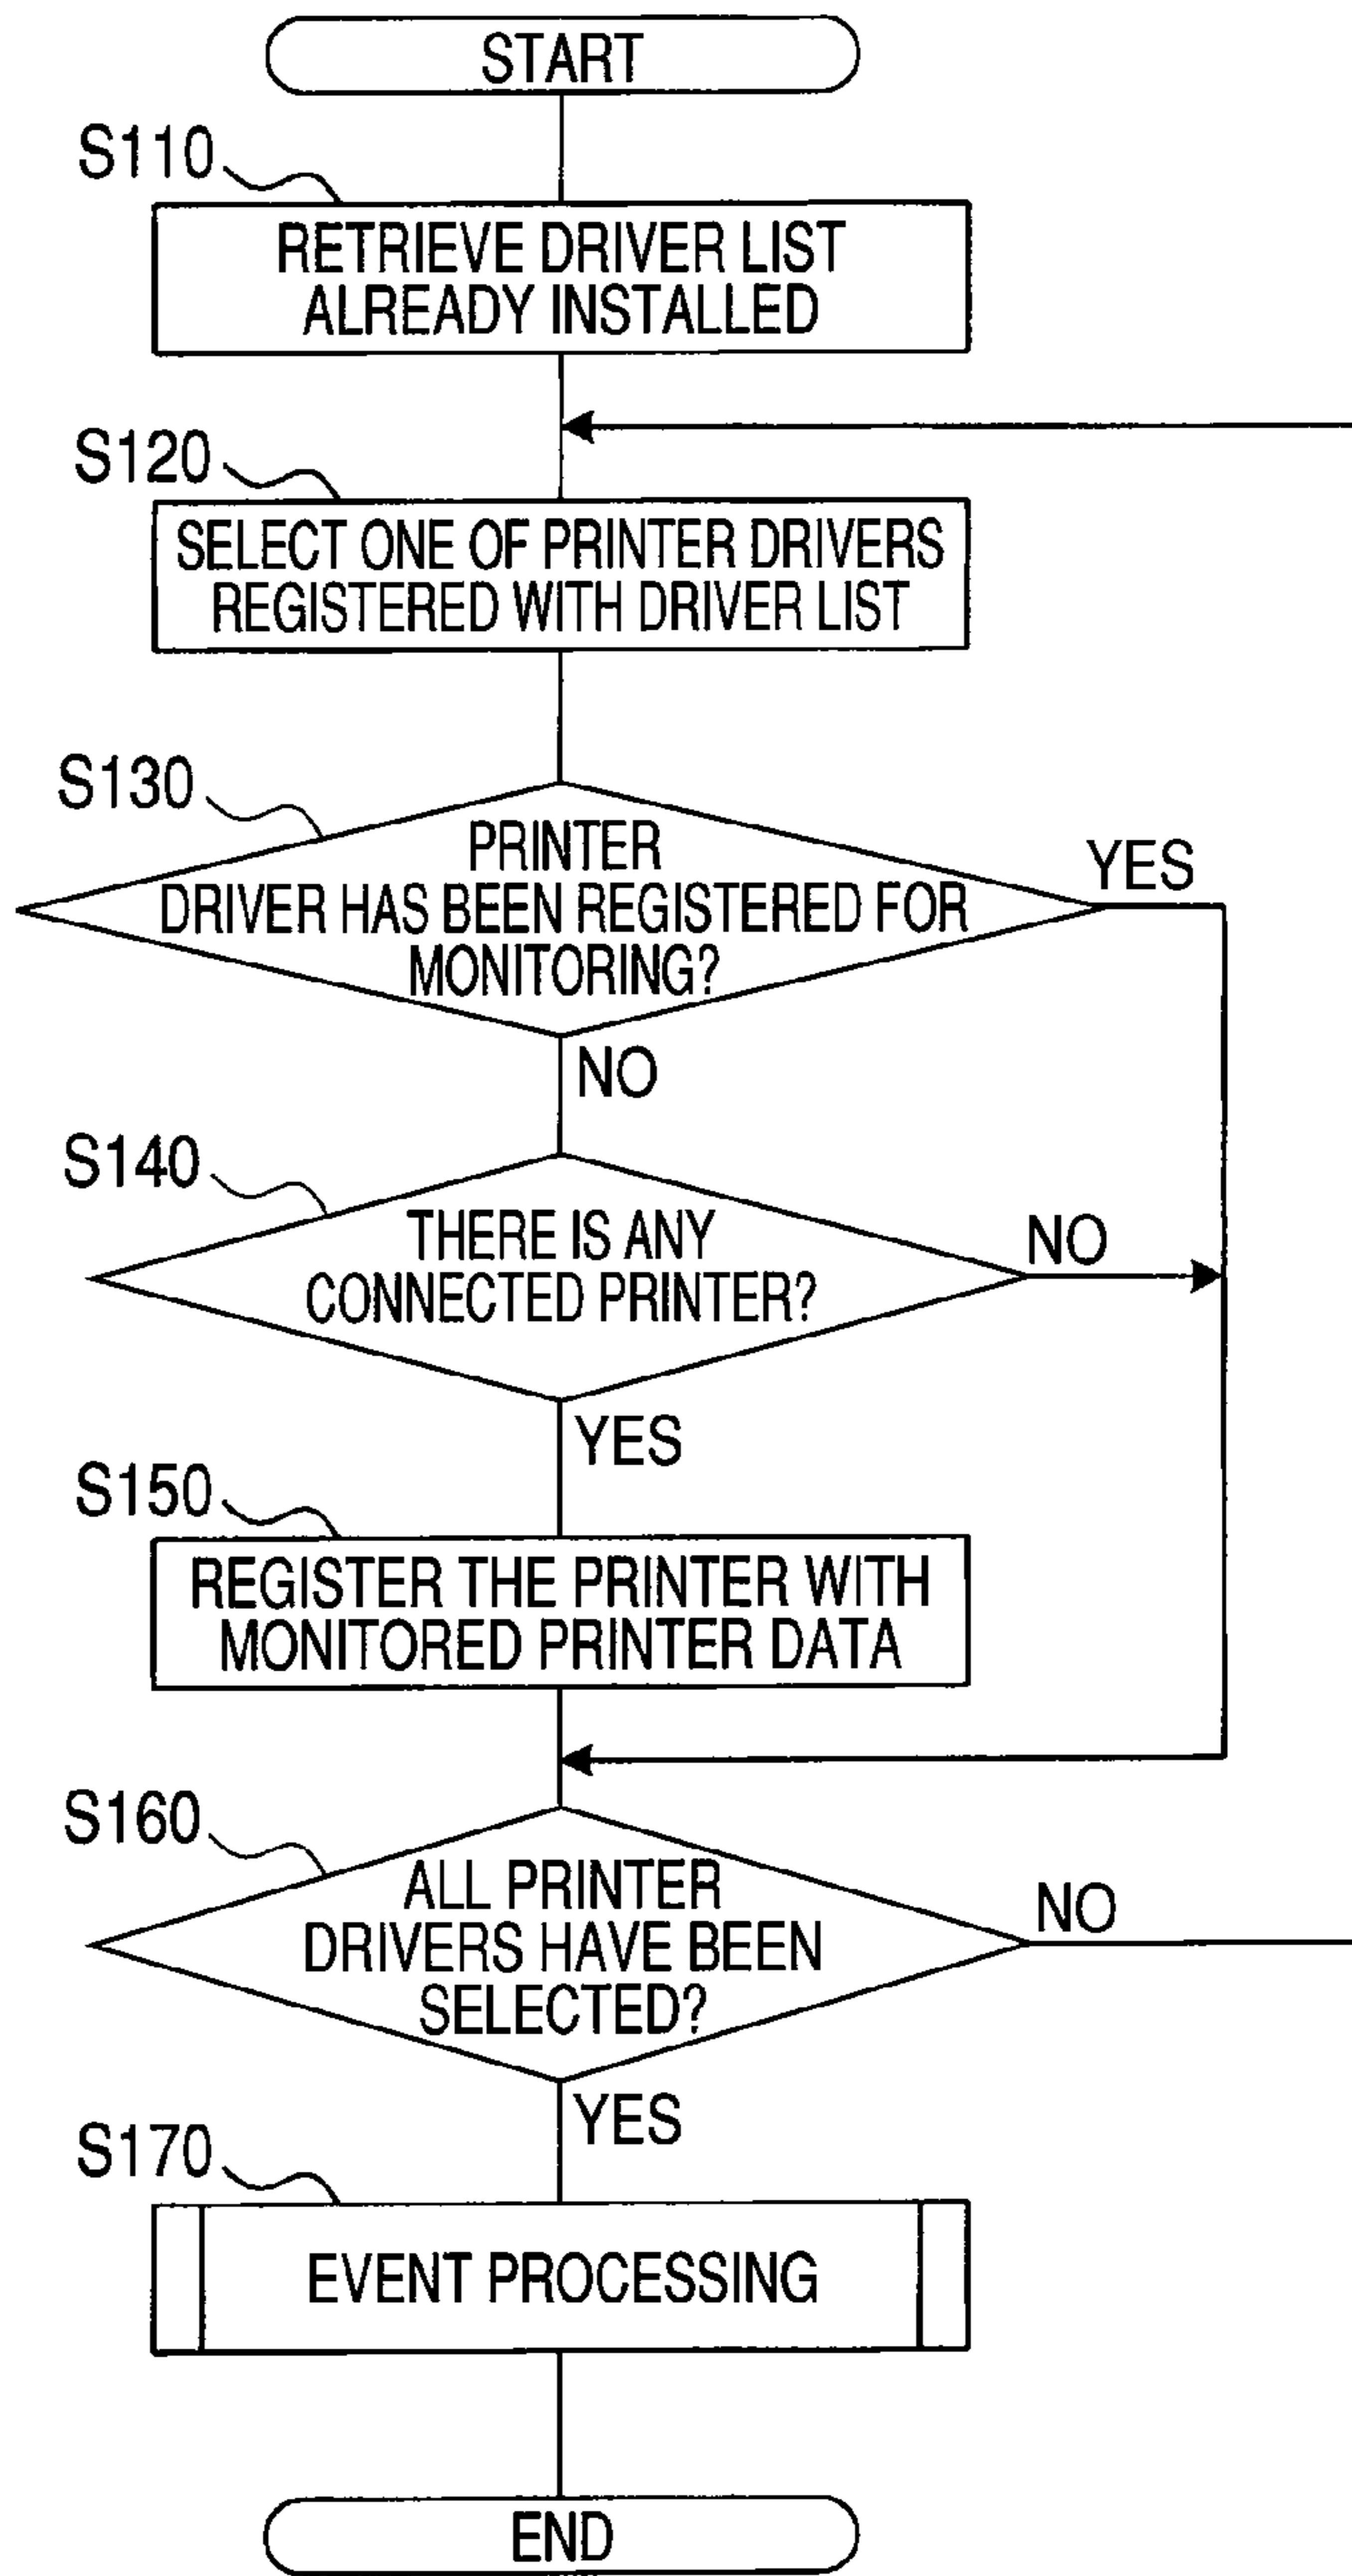 START
S110
RETRIEVE DRIVER LIST
ALREADY INSTALLED
S120
SELECT ONE OF PRINTER DRIVERS
REGISTERED WITH DRIVER LIST
S130
PRINTER
DRIVER HAS BEEN REGISTERED FOR
MONITORING?
YES
NO
S140
THERE IS ANY
CONNECTED PRINTER?
NO
YES
S150
REGISTER THE PRINTER WITH
MONITORED PRINTER DATA
S160
ALL PRINTER
DRIVERS HAVE BEEN
SELECTED?
NO
YES
S170
EVENT PROCESSING
END